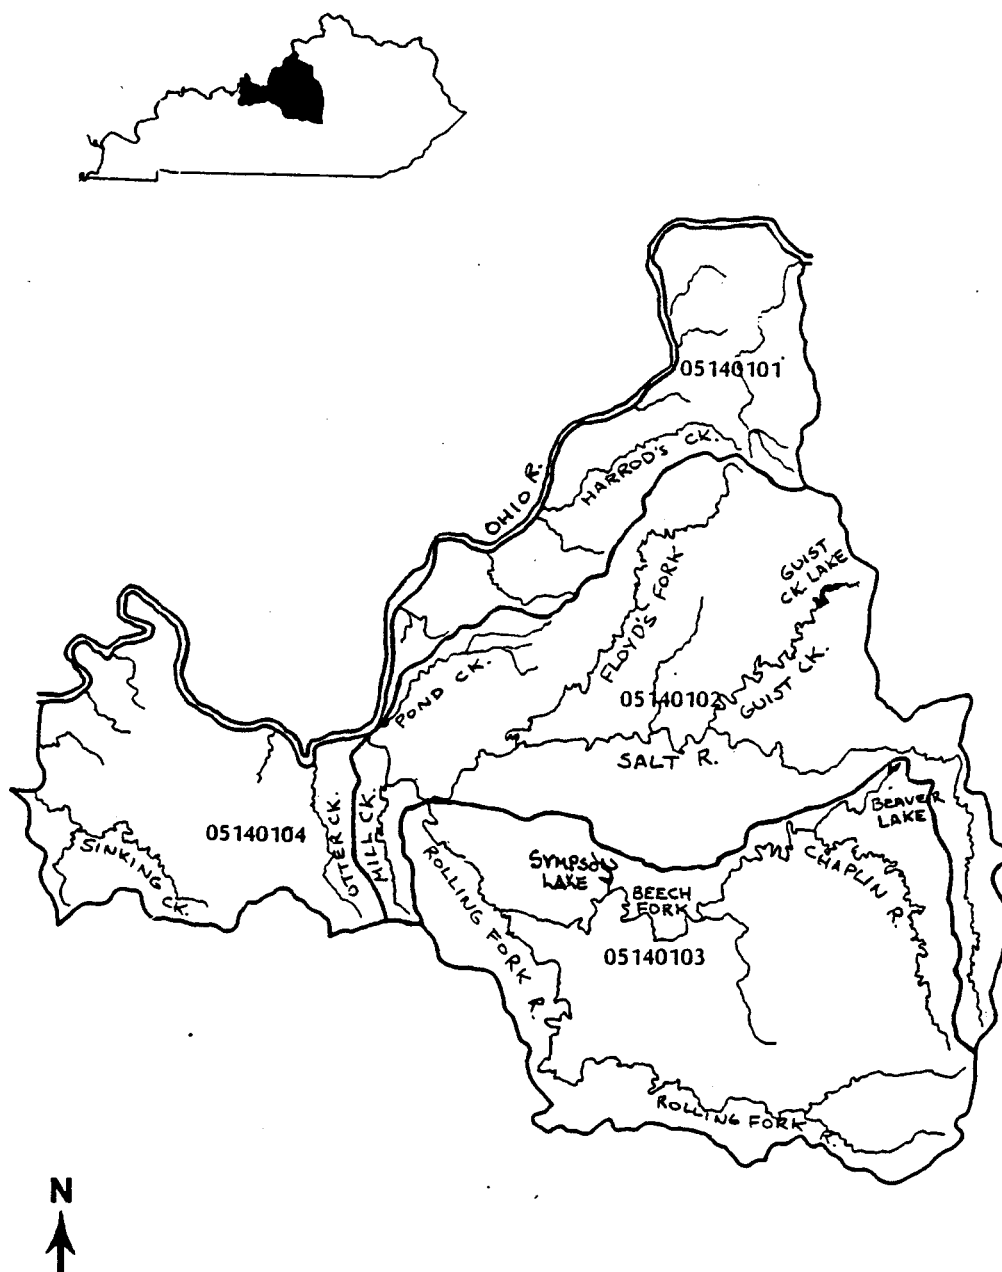 05140101
HARROD'S CK.
OHIO R.
GUIST
CK. LAKE
FLOYD'S FORK
POND CK.
05140102
GUIST CK.
SALT R.
BEAVER
LAKE
05140104
OTTER CK.
MILL CK.
SINKING CK.
ROLLING FORK R.
SYMPSON
LAKE
BEECH
FORK
CHAPLIN R.
05140103
ROLLING FORK R.
N